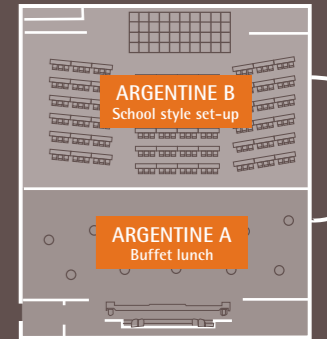 ARGENTINE B
School style set-up
ARGENTINE A
Buffet lunch